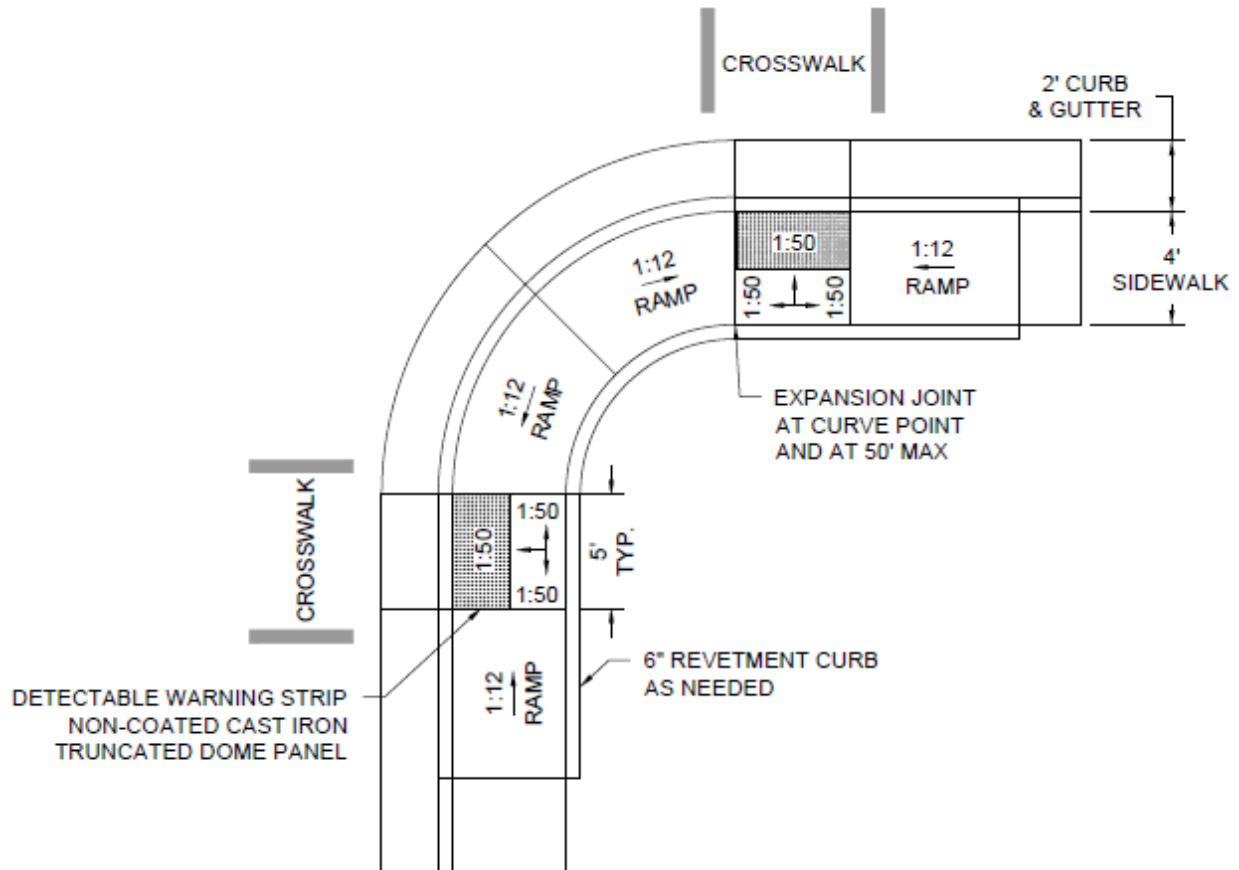 CROSSWALK
2' CURB
& GUTTER
1:50
1:12
RAMP
1:12
RAMP
4'
SIDEWALK
1:50
1:50
1:12
RAMP
EXPANSION JOINT
AT CURVE POINT
AND AT 50' MAX
CROSSWALK
1:50
1:50
1:50
5'
TYP.
6" REVETMENT CURB
AS NEEDED
DETECTABLE WARNING STRIP
NON-COATED CAST IRON
TRUNCATED DOME PANEL
1:12
RAMP